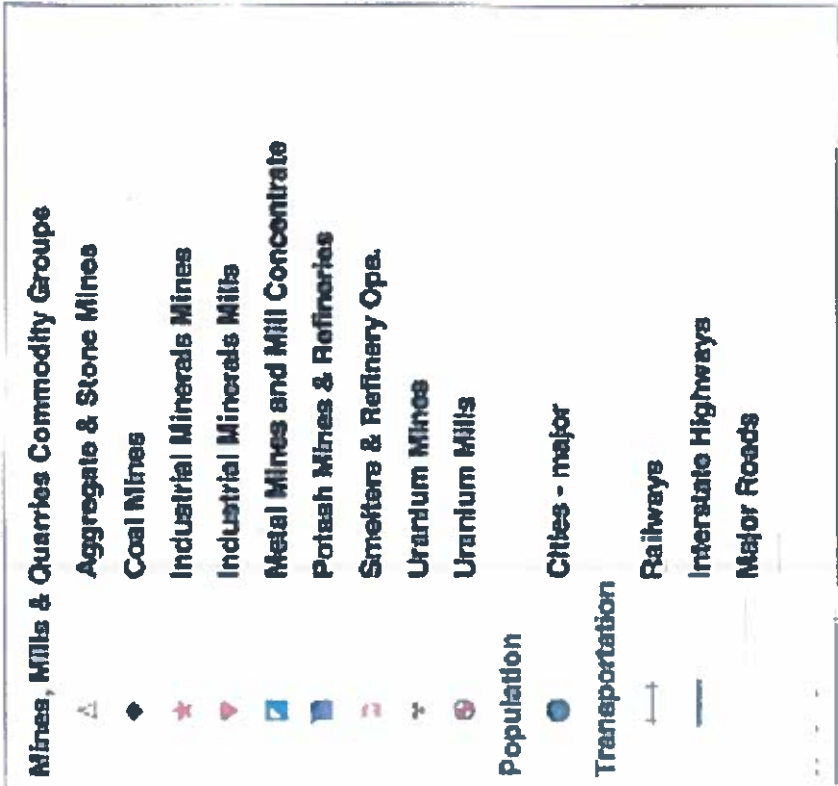 Mines, Mills & Quarries Commodity Groups
Aggregate & Stone Mines
Coal Mines
Industrial Minerals Mines
Industrial Minerals Mills
Metal Mines and Mill Concentrate
Potash Mines & Refineries
Smelters & Refinery Ops.
Uranium Mines
Uranium Mills
Population
Cities - major
Transportation
Railways
Interstate Highways
Major Roads